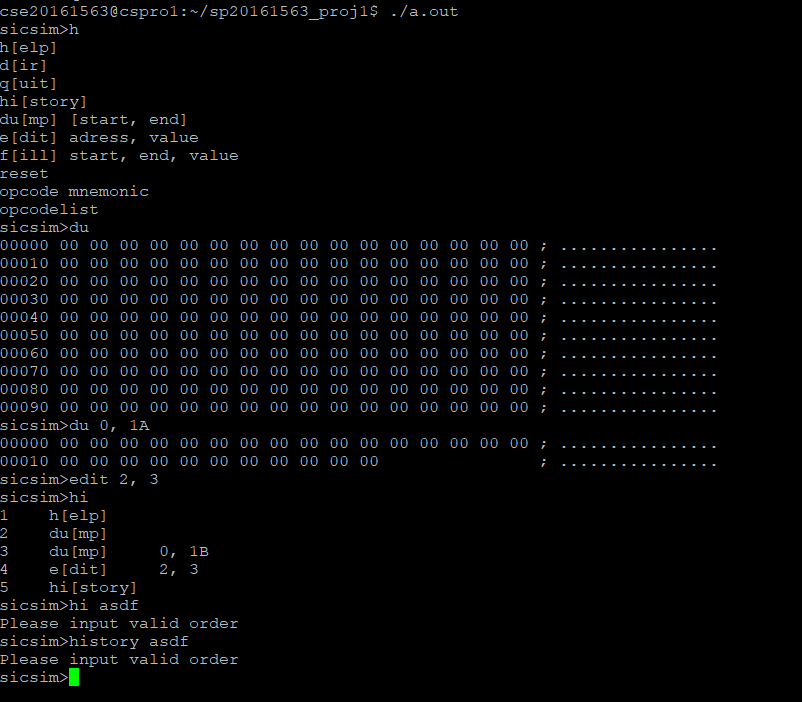 cse20161563@cspro1:~/sp20161563_proj1$ ./a.out
sicsim>h
h[elp]
d[ir]
q[uit]
hi[story]
du[mp] [start, end]
e[dit] adress, value
f[ill] start, end, value
reset
opcode mnemonic
opcodelist
sicsim>du
00000 00 00 00 00 00 00 00 00 00 00 00 00 00 00 00 00 ; ................
00010 00 00 00 00 00 00 00 00 00 00 00 00 00 00 00 00 ; ................
00020 00 00 00 00 00 00 00 00 00 00 00 00 00 00 00 00 ; ................
00030 00 00 00 00 00 00 00 00 00 00 00 00 00 00 00 00 ; ................
00040 00 00 00 00 00 00 00 00 00 00 00 00 00 00 00 00 ; ................
00050 00 00 00 00 00 00 00 00 00 00 00 00 00 00 00 00 ; ................
00060 00 00 00 00 00 00 00 00 00 00 00 00 00 00 00 00 ; ................
00070 00 00 00 00 00 00 00 00 00 00 00 00 00 00 00 00 ; ................
00080 00 00 00 00 00 00 00 00 00 00 00 00 00 00 00 00 ; ................
00090 00 00 00 00 00 00 00 00 00 00 00 00 00 00 00 00 ; ................
sicsim>du 0, 1A
00000 00 00 00 00 00 00 00 00 00 00 00 00 00 00 00 00 ; ................
00010 00 00 00 00 00 00 00 00 00 00 00                ; ................
sicsim>edit 2, 3
sicsim>hi
1    h[elp]
2    du[mp]
3    du[mp]     0, 1B
4    e[dit]     2, 3
5    hi[story]
sicsim>hi asdf
Please input valid order
sicsim>history asdf
Please input valid order
sicsim>